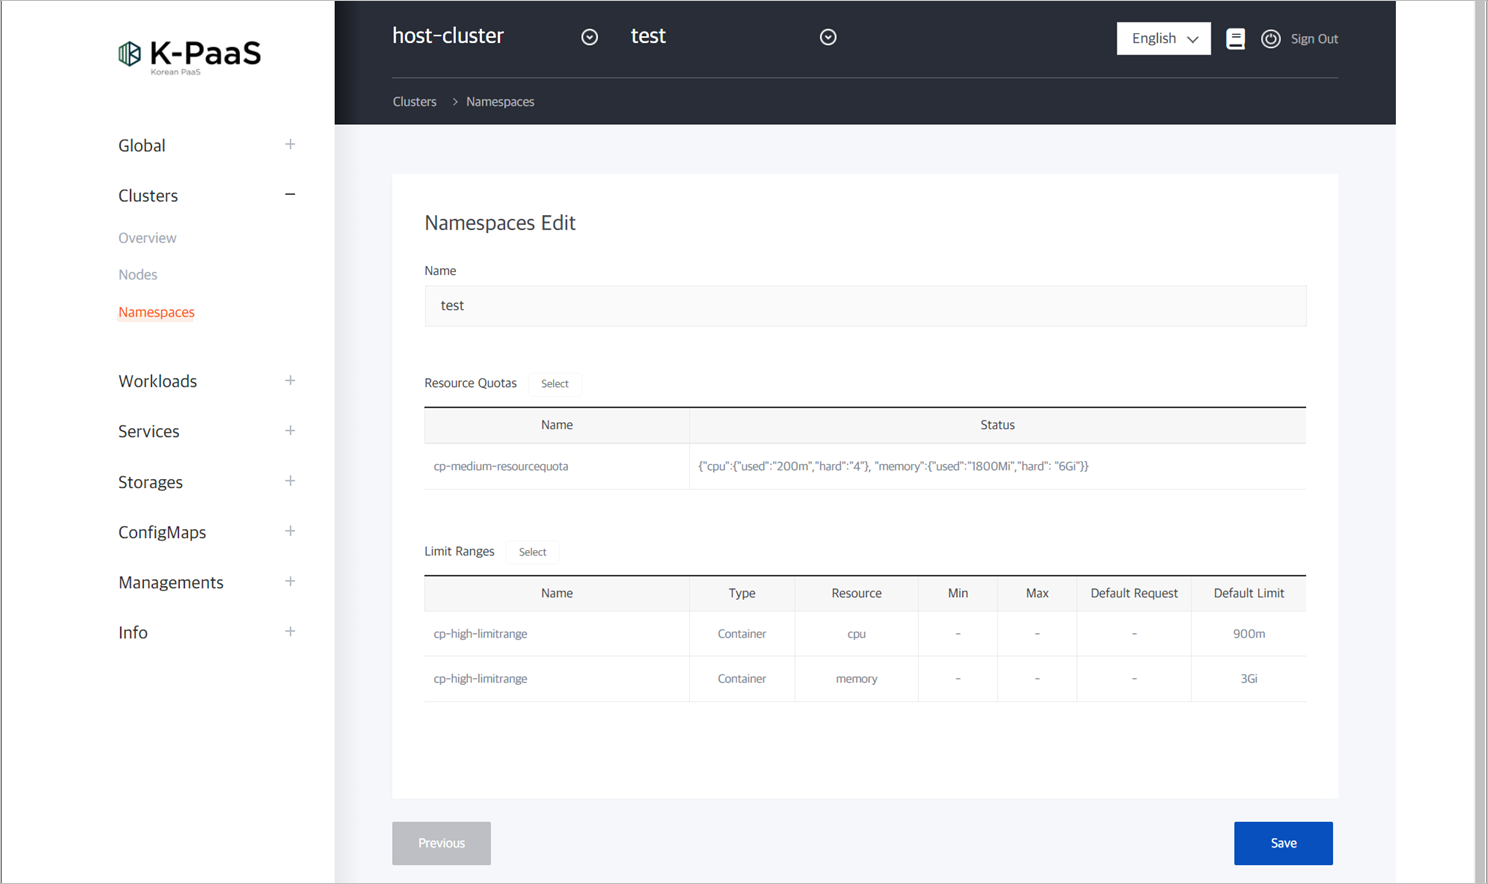 K-PaaS
Korean PaaS
host-cluster
test
English
Sign Out
Clusters > Namespaces
Global +
Clusters −
Overview
Nodes
Namespaces
Workloads +
Services +
Storages +
ConfigMaps +
Managements +
Info +
Namespaces Edit
Name
test
Resource Quotas Select
Name Status
cp-medium-resourcequota {"cpu":{"used":"200m","hard":"4"}, "memory":{"used":"1800Mi","hard": "6Gi"}}
Limit Ranges Select
Name Type Resource Min Max Default Request Default Limit
cp-high-limitrange Container cpu - - - 900m
cp-high-limitrange Container memory - - - 3Gi
Previous
Save